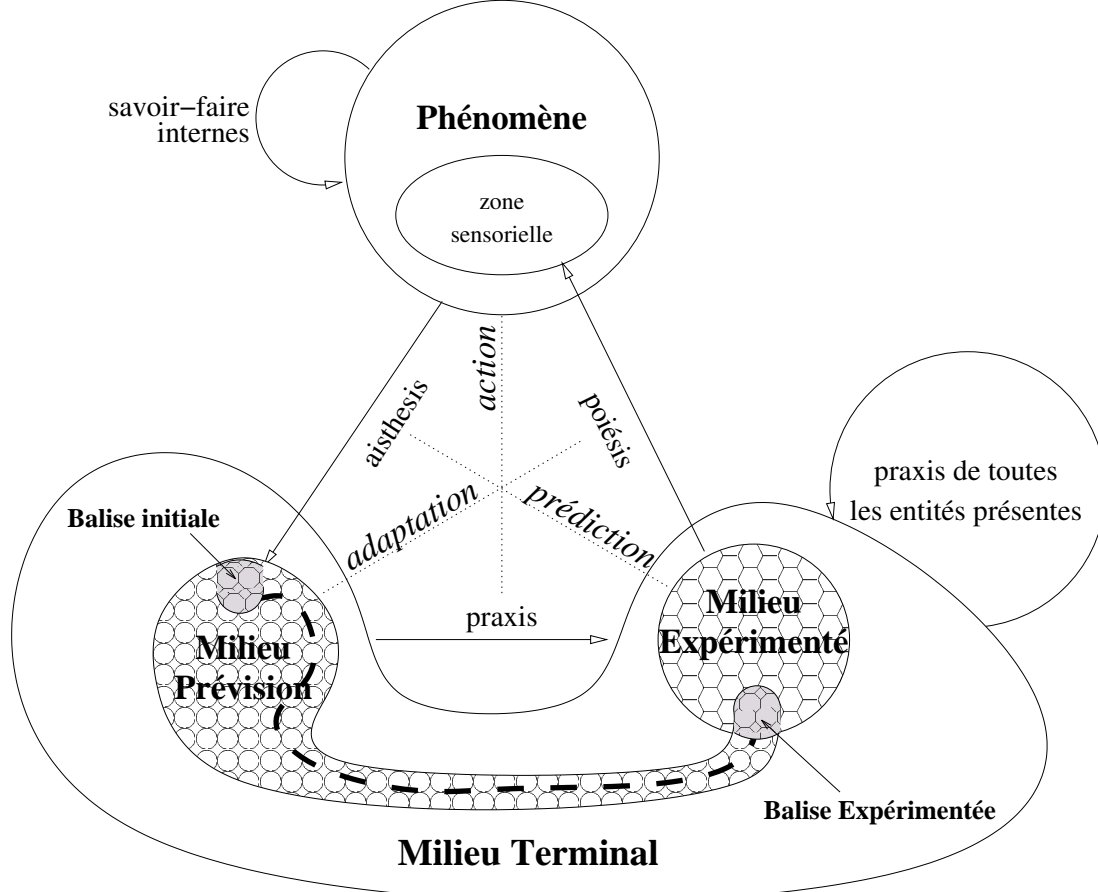 savoir−faire
internes
Phénomène
zone
sensorielle
action
aisthesis
poiésis
adaptation
prédiction
praxis de toutes
les entités présentes
Balise initiale
praxis
Milieu
Prévision
Milieu
Expérimenté
Balise Expérimentée
Milieu Terminal